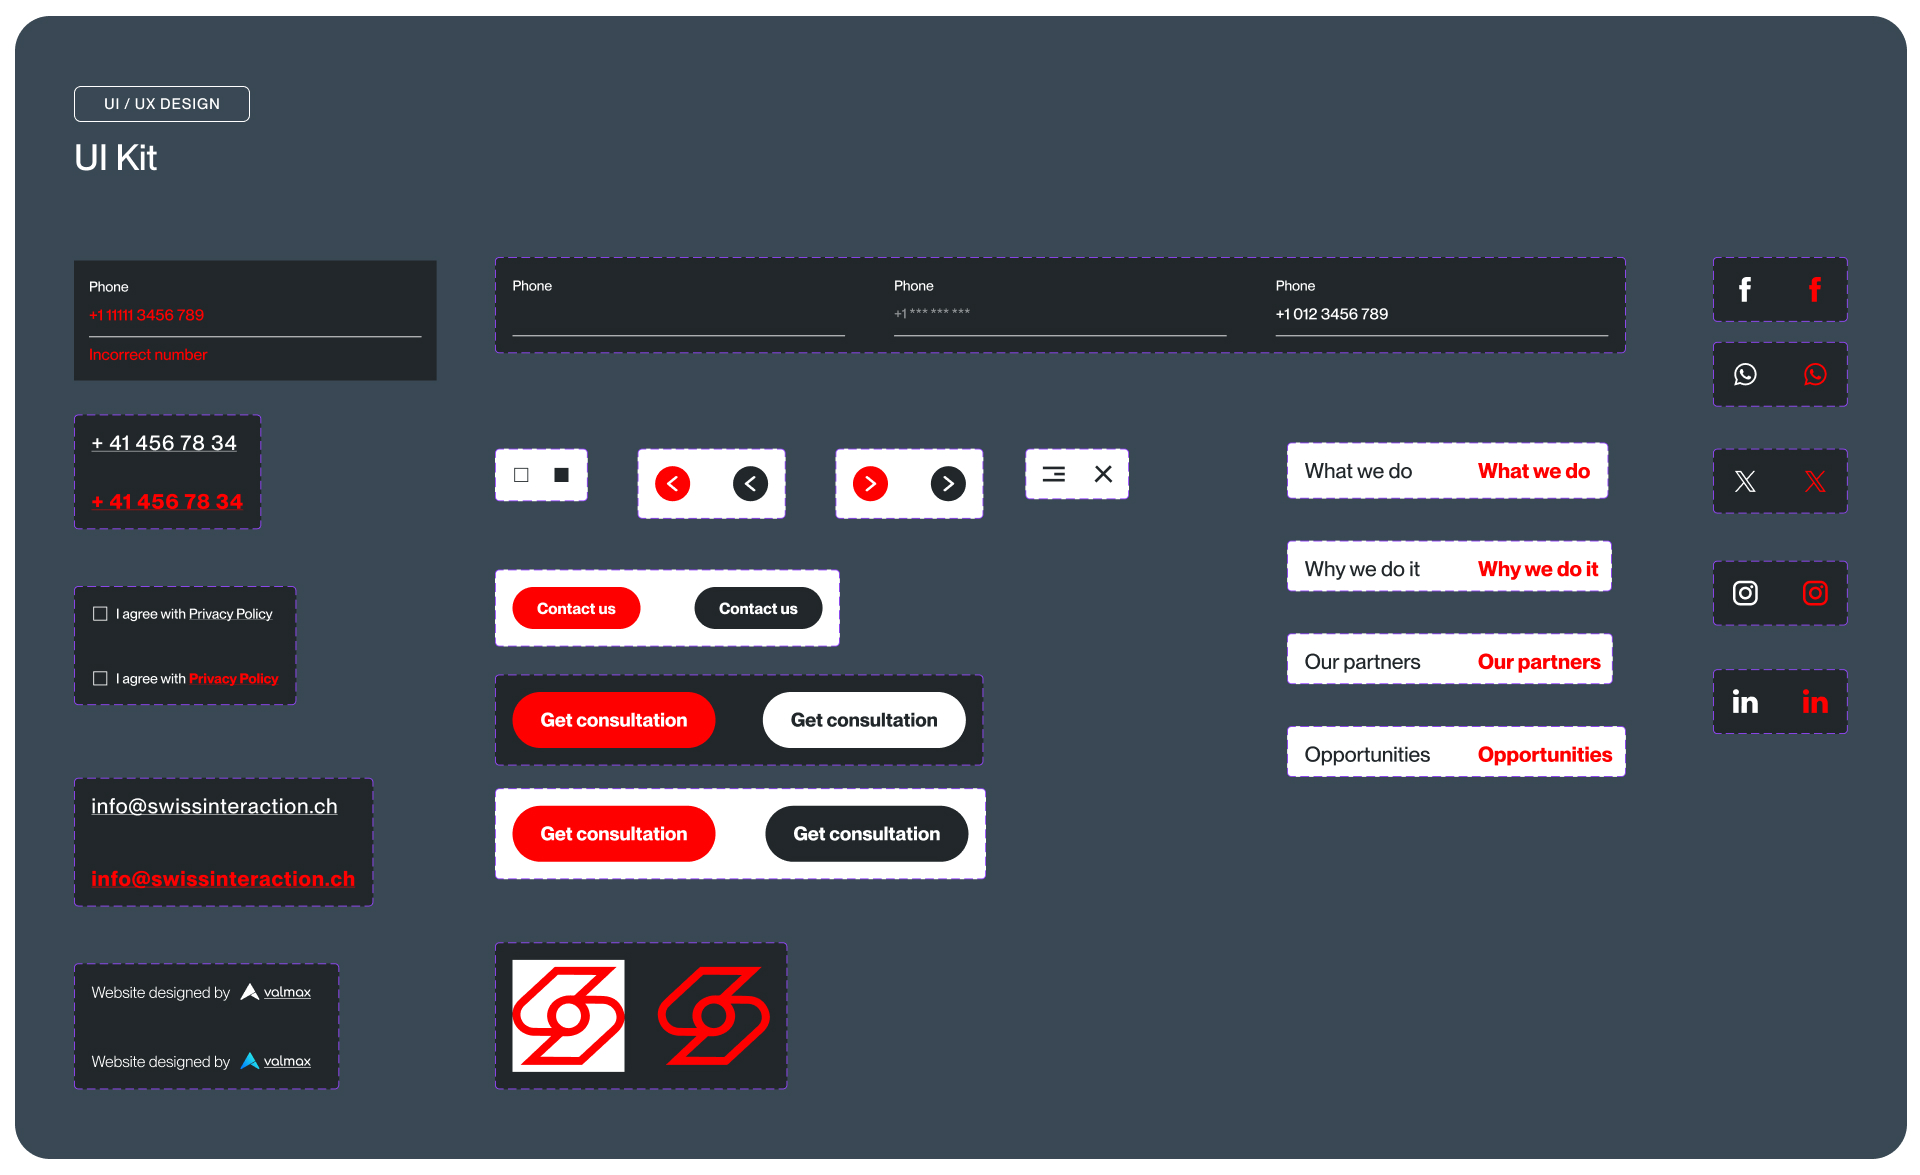 UI / UX DESIGN
UI Kit
Phone
+1 11111 3456 789
Incorrect number
+ 41 456 78 34
+ 41 456 78 34
I agree with Privacy Policy
I agree with Privacy Policy
info@swissinteraction.ch
info@swissinteraction.ch
Website designed by valmax
Website designed by valmax
Phone
Phone
+1 *** *** ***
Phone
+1 012 3456 789
Contact us
Contact us
Get consultation
Get consultation
Get consultation
Get consultation
What we do
What we do
Why we do it
Why we do it
Our partners
Our partners
Opportunities
Opportunities